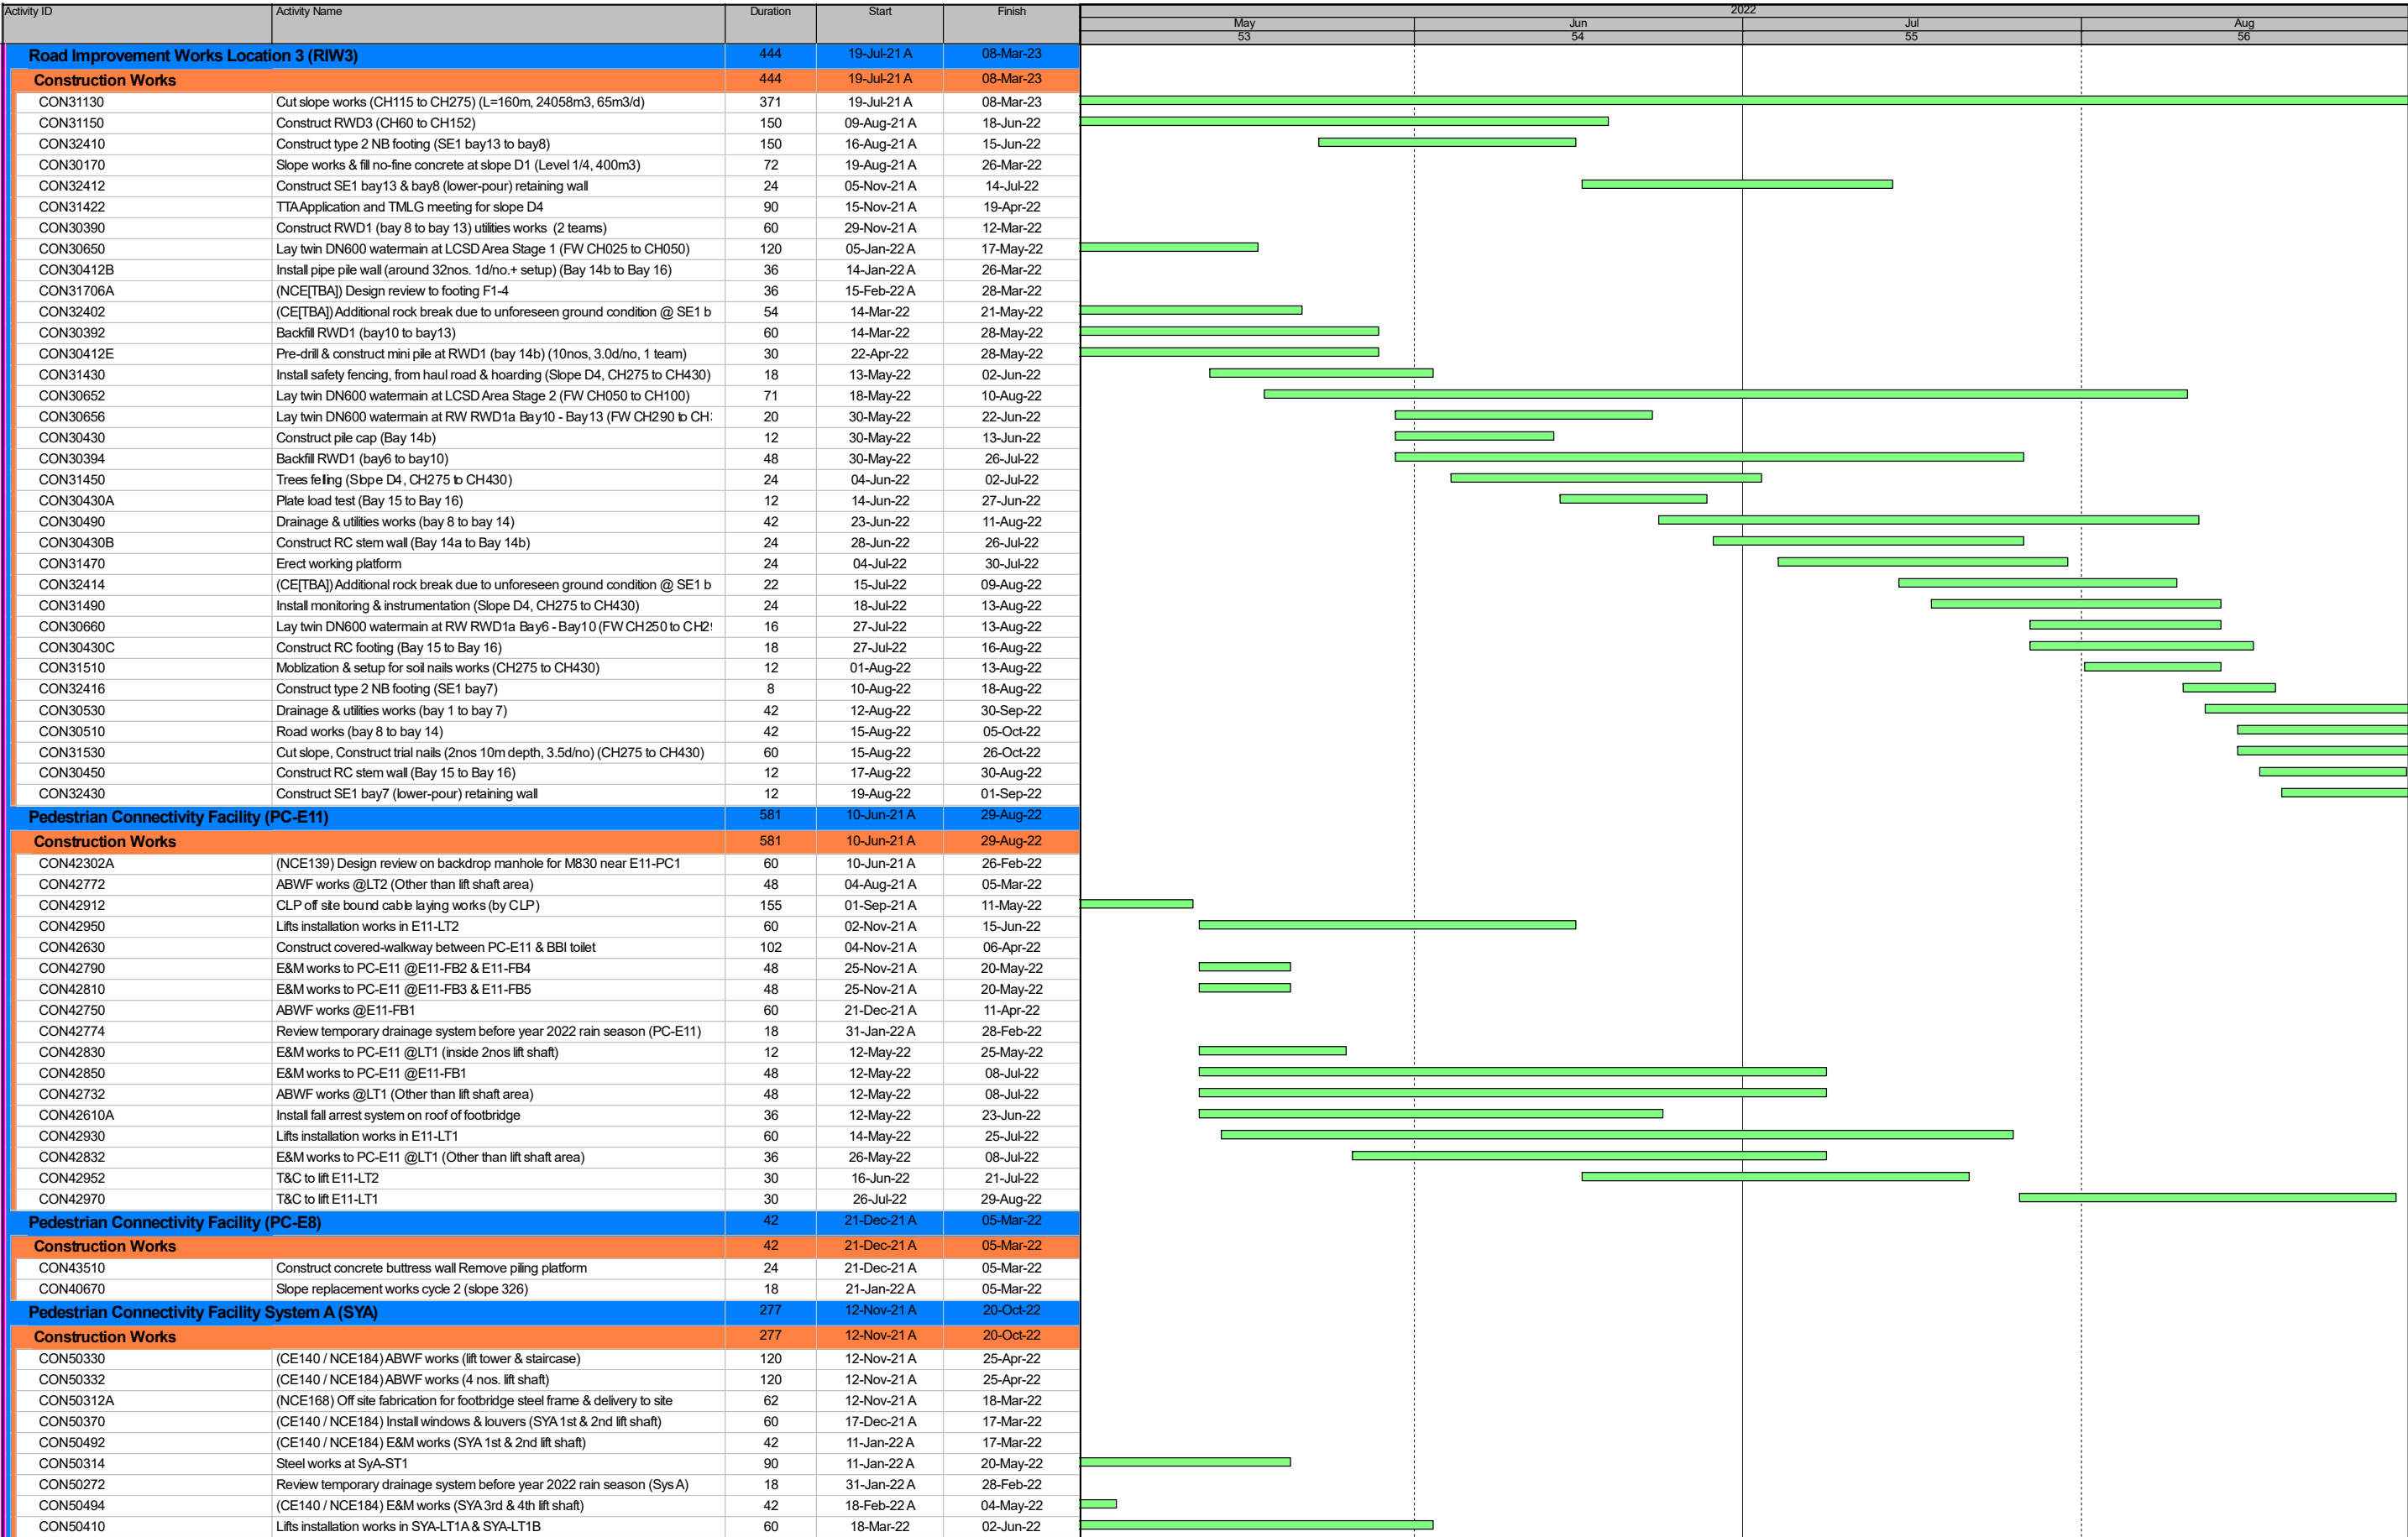 Activity ID Activity Name Duration Start Finish 2022
May Jun Jul Aug
53 54 55 56
Road Improvement Works Location 3 (RIW3) 444 19-Jul-21 A 08-Mar-23
Construction Works 444 19-Jul-21 A 08-Mar-23
CON31130 Cut slope works (CH115 to CH275) (L=160m, 24058m3, 65m3/d) 371 19-Jul-21 A 08-Mar-23
CON31150 Construct RWD3 (CH60 to CH152) 150 09-Aug-21 A 18-Jun-22
CON32410 Construct type 2 NB footing (SE1 bay13 to bay8) 150 16-Aug-21 A 15-Jun-22
CON30170 Slope works & fill no-fine concrete at slope D1 (Level 1/4, 400m3) 72 19-Aug-21 A 26-Mar-22
CON32412 Construct SE1 bay13 & bay8 (lower-pour) retaining wall 24 05-Nov-21 A 14-Jul-22
CON31422 TTA Application and TMLG meeting for slope D4 90 15-Nov-21 A 19-Apr-22
CON30390 Construct RWD1 (bay 8 to bay 13) utilities works (2 teams) 60 29-Nov-21 A 12-Mar-22
CON30650 Lay twin DN600 watermain at LCSD Area Stage 1 (FW CH025 to CH050) 120 05-Jan-22 A 17-May-22
CON30412B Install pipe pile wall (around 32nos. 1d/no.+ setup) (Bay 14b to Bay 16) 36 14-Jan-22 A 26-Mar-22
CON31706A (NCE[TBA]) Design review to footing F1-4 36 15-Feb-22 A 28-Mar-22
CON32402 (CE[TBA]) Additional rock break due to unforeseen ground condition @ SE1 b 54 14-Mar-22 21-May-22
CON30392 Backfill RWD1 (bay10 to bay13) 60 14-Mar-22 28-May-22
CON30412E Pre-drill & construct mini pile at RWD1 (bay 14b) (10nos, 3.0d/no, 1 team) 30 22-Apr-22 28-May-22
CON31430 Install safety fencing, from haul road & hoarding (Slope D4, CH275 to CH430) 18 13-May-22 02-Jun-22
CON30652 Lay twin DN600 watermain at LCSD Area Stage 2 (FW CH050 to CH100) 71 18-May-22 10-Aug-22
CON30656 Lay twin DN600 watermain at RW RWD1a Bay10 - Bay13 (FW CH290 to CH 20 30-May-22 22-Jun-22
CON30430 Construct pile cap (Bay 14b) 12 30-May-22 13-Jun-22
CON30394 Backfill RWD1 (bay6 to bay10) 48 30-May-22 26-Jul-22
CON31450 Trees felling (Slope D4, CH275 to CH430) 24 04-Jun-22 02-Jul-22
CON30430A Plate load test (Bay 15 to Bay 16) 12 14-Jun-22 27-Jun-22
CON30490 Drainage & utilities works (bay 8 to bay 14) 42 23-Jun-22 11-Aug-22
CON30430B Construct RC stem wall (Bay 14a to Bay 14b) 24 28-Jun-22 26-Jul-22
CON31470 Erect working platform 24 04-Jul-22 30-Jul-22
CON32414 (CE[TBA]) Additional rock break due to unforeseen ground condition @ SE1 b 22 15-Jul-22 09-Aug-22
CON31490 Install monitoring & instrumentation (Slope D4, CH275 to CH430) 24 18-Jul-22 13-Aug-22
CON30660 Lay twin DN600 watermain at RW RWD1a Bay6 - Bay10 (FW CH250 to CH2 16 27-Jul-22 13-Aug-22
CON30430C Construct RC footing (Bay 15 to Bay 16) 18 27-Jul-22 16-Aug-22
CON31510 Moblization & setup for soil nails works (CH275 to CH430) 12 01-Aug-22 13-Aug-22
CON32416 Construct type 2 NB footing (SE1 bay7) 8 10-Aug-22 18-Aug-22
CON30530 Drainage & utilities works (bay 1 to bay 7) 42 12-Aug-22 30-Sep-22
CON30510 Road works (bay 8 to bay 14) 42 15-Aug-22 05-Oct-22
CON31530 Cut slope, Construct trial nails (2nos 10m depth, 3.5d/no) (CH275 to CH430) 60 15-Aug-22 26-Oct-22
CON30450 Construct RC stem wall (Bay 15 to Bay 16) 12 17-Aug-22 30-Aug-22
CON32430 Construct SE1 bay7 (lower-pour) retaining wall 12 19-Aug-22 01-Sep-22
Pedestrian Connectivity Facility (PC-E11) 581 10-Jun-21 A 29-Aug-22
Construction Works 581 10-Jun-21 A 29-Aug-22
CON42302A (NCE139) Design review on backdrop manhole for M830 near E11-PC1 60 10-Jun-21 A 26-Feb-22
CON42772 ABWF works @LT2 (Other than lift shaft area) 48 04-Aug-21 A 05-Mar-22
CON42912 CLP off site bound cable laying works (by CLP) 155 01-Sep-21 A 11-May-22
CON42950 Lifts installation works in E11-LT2 60 02-Nov-21 A 15-Jun-22
CON42630 Construct covered-walkway between PC-E11 & BBI toilet 102 04-Nov-21 A 06-Apr-22
CON42790 E&M works to PC-E11 @E11-FB2 & E11-FB4 48 25-Nov-21 A 20-May-22
CON42810 E&M works to PC-E11 @E11-FB3 & E11-FB5 48 25-Nov-21 A 20-May-22
CON42750 ABWF works @E11-FB1 60 21-Dec-21 A 11-Apr-22
CON42774 Review temporary drainage system before year 2022 rain season (PC-E11) 18 31-Jan-22 A 28-Feb-22
CON42830 E&M works to PC-E11 @LT1 (inside 2nos lift shaft) 12 12-May-22 25-May-22
CON42850 E&M works to PC-E11 @E11-FB1 48 12-May-22 08-Jul-22
CON42732 ABWF works @LT1 (Other than lift shaft area) 48 12-May-22 08-Jul-22
CON42610A Install fall arrest system on roof of footbridge 36 12-May-22 23-Jun-22
CON42930 Lifts installation works in E11-LT1 60 14-May-22 25-Jul-22
CON42832 E&M works to PC-E11 @LT1 (Other than lift shaft area) 36 26-May-22 08-Jul-22
CON42952 T&C to lift E11-LT2 30 16-Jun-22 21-Jul-22
CON42970 T&C to lift E11-LT1 30 26-Jul-22 29-Aug-22
Pedestrian Connectivity Facility (PC-E8) 42 21-Dec-21 A 05-Mar-22
Construction Works 42 21-Dec-21 A 05-Mar-22
CON43510 Construct concrete buttress wall Remove piling platform 24 21-Dec-21 A 05-Mar-22
CON40670 Slope replacement works cycle 2 (slope 326) 18 21-Jan-22 A 05-Mar-22
Pedestrian Connectivity Facility System A (SYA) 277 12-Nov-21 A 20-Oct-22
Construction Works 277 12-Nov-21 A 20-Oct-22
CON50330 (CE140 / NCE184) ABWF works (lift tower & staircase) 120 12-Nov-21 A 25-Apr-22
CON50332 (CE140 / NCE184) ABWF works (4 nos. lift shaft) 120 12-Nov-21 A 25-Apr-22
CON50312A (NCE168) Off site fabrication for footbridge steel frame & delivery to site 62 12-Nov-21 A 18-Mar-22
CON50370 (CE140 / NCE184) Install windows & louvers (SYA 1st & 2nd lift shaft) 60 17-Dec-21 A 17-Mar-22
CON50492 (CE140 / NCE184) E&M works (SYA 1st & 2nd lift shaft) 42 11-Jan-22 A 17-Mar-22
CON50314 Steel works at SyA-ST1 90 11-Jan-22 A 20-May-22
CON50272 Review temporary drainage system before year 2022 rain season (Sys A) 18 31-Jan-22 A 28-Feb-22
CON50494 (CE140 / NCE184) E&M works (SYA 3rd & 4th lift shaft) 42 18-Feb-22 A 04-May-22
CON50410 Lifts installation works in SYA-LT1A & SYA-LT1B 60 18-Mar-22 02-Jun-22